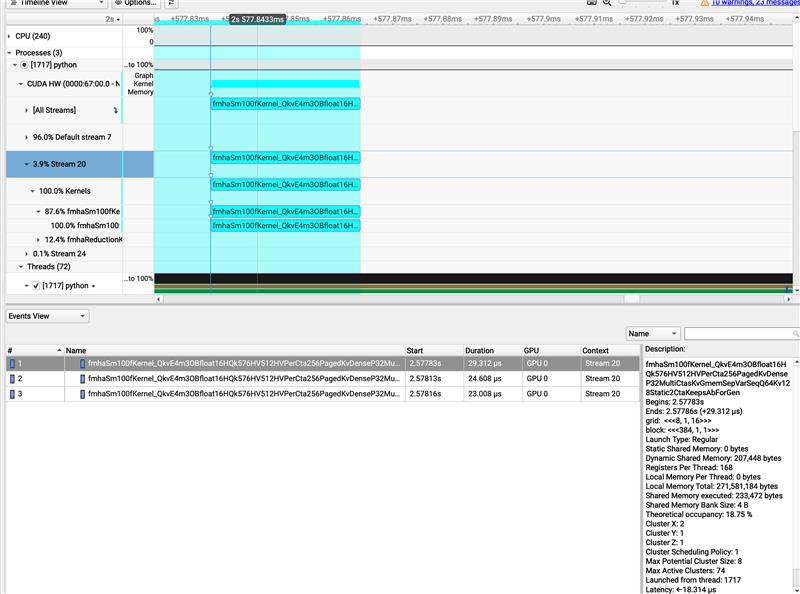 Timeline View
Options...
1x
10 warnings, 23 messages
2s
+577.83ms
2s 577.8433ms
+577.85ms
+577.86ms
+577.87ms
+577.88ms
+577.89ms
+577.9ms
+577.91ms
+577.92ms
+577.93ms
+577.94ms
CPU (240)
100%
0
Processes (3)
[1717] python
...to 100%
CUDA HW (0000:67:00.0 - N
Graph
Kernel
Memory
[All Streams]
fmhaSm100fKernel_QkvE4m3OBfloat16H...
96.0% Default stream 7
3.9% Stream 20
fmhaSm100fKernel_QkvE4m3OBfloat16H...
100.0% Kernels
fmhaSm100fKernel_QkvE4m3OBfloat16H...
87.6% fmhaSm100fKe
fmhaSm100fKernel_QkvE4m3OBfloat16H...
100.0% fmhaSm100
fmhaSm100fKernel_QkvE4m3OBfloat16H...
12.4% fmhaReductionK
0.1% Stream 24
Threads (72)
[1717] python
...to 100%
Events View
Name
# Name Start Duration GPU Context
1 fmhaSm100fKernel_QkvE4m3OBfloat16HQk576HV512HVPerCta256PagedKvDenseP32Mu... 2.57783s 29.312 μs GPU 0 Stream 20
2 fmhaSm100fKernel_QkvE4m3OBfloat16HQk576HV512HVPerCta256PagedKvDenseP32Mu... 2.57813s 24.608 μs GPU 0 Stream 20
3 fmhaSm100fKernel_QkvE4m3OBfloat16HQk576HV512HVPerCta256PagedKvDenseP32Mu... 2.57816s 23.008 μs GPU 0 Stream 20
Description:
fmhaSm100fKernel_QkvE4m3OBfloat16H
Qk576HV512HVPerCta256PagedKvDense
P32MultiCtasKvGmemSepVarSeqQ64Kv12
8Static2CtaKeepsAbForGen
Begins: 2.57783s
Ends: 2.57786s (+29.312 μs)
grid: <<<8, 1, 16>>>
block: <<<384, 1, 1>>>
Launch Type: Regular
Static Shared Memory: 0 bytes
Dynamic Shared Memory: 207,448 bytes
Registers Per Thread: 168
Local Memory Per Thread: 0 bytes
Local Memory Total: 271,581,184 bytes
Shared Memory executed: 233,472 bytes
Shared Memory Bank Size: 4 B
Theoretical occupancy: 18.75 %
Cluster X: 2
Cluster Y: 1
Cluster Z: 1
Cluster Scheduling Policy: 1
Max Potential Cluster Size: 8
Max Active Clusters: 74
Launched from thread: 1717
Latency: ←18.314 μs